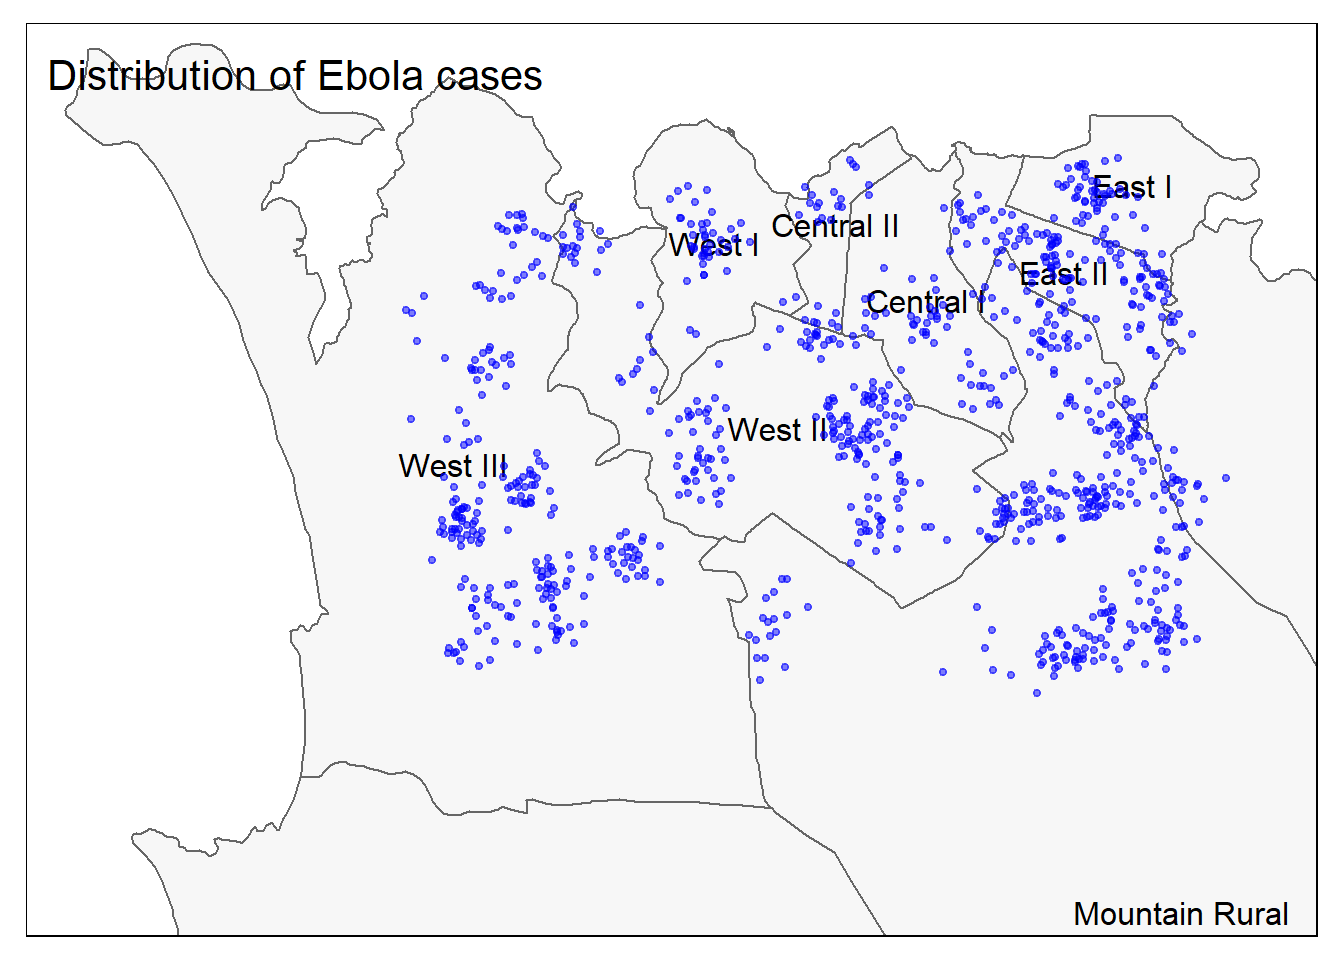 Distribution of Ebola cases
East I
Central II
West I
East II
Central I
West II
West III
Mountain Rural